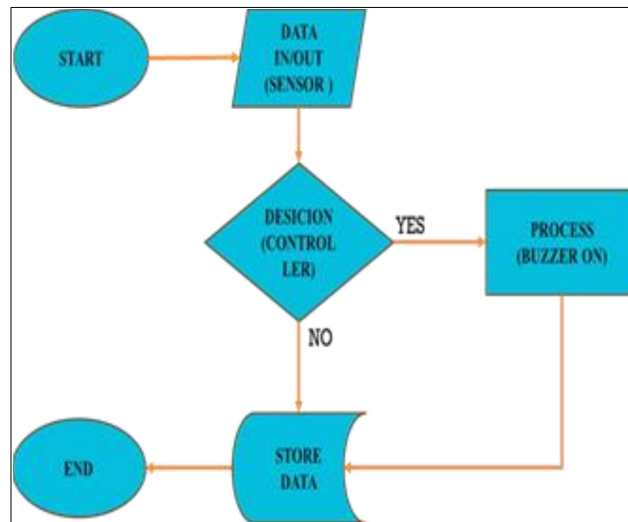 START
DATA
IN/OUT
(SENSOR )
DESICION
(CONTROL
LER)
YES
PROCESS
(BUZZER ON)
NO
STORE
DATA
END